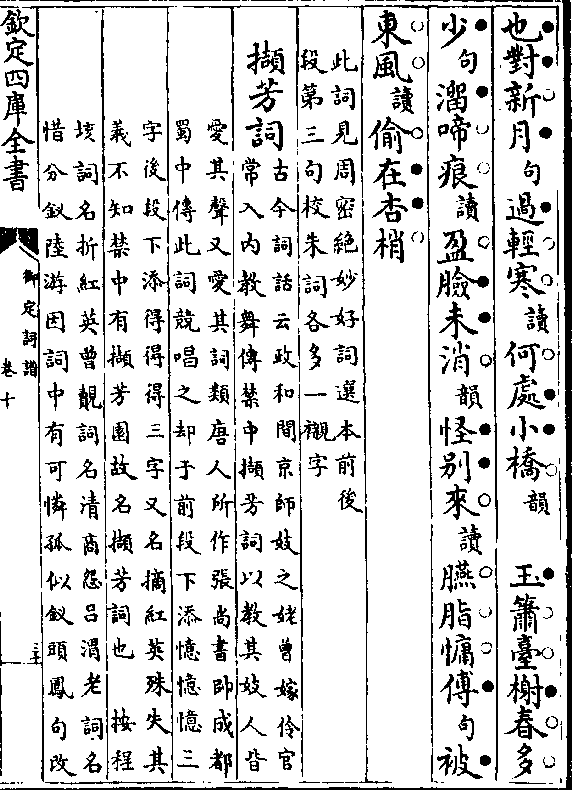 也對新月句過輕寒讀何處小橋韻　玉簫臺榭春多
少句溜啼痕讀盈臉未消韻怪別來讀臙脂慵傅句被
東風讀偷在杏梢
此詞見周密絕妙好詞選本前後
段第三句校朱詞各多一襯字
擷芳詞
古今詞話云政和間京師妓之姥曾嫁伶官
常入內教舞傳禁中擷芳詞以教其妓人皆
愛其聲又愛其詞類唐人所作張尚書帥成都
蜀中傳此詞競唱之却于前段下添憶憶憶三
字後段下添得得得三字又名摘紅英殊失其
義不知禁中有擷芳園故名擷芳詞也　按程
垓詞名折紅英曾覿詞名清商怨呂渭老詞名
惜分釵陸游因詞中有可憐孤似釵頭鳳句改
欽定四庫全書
御定詞譜
卷十
三十